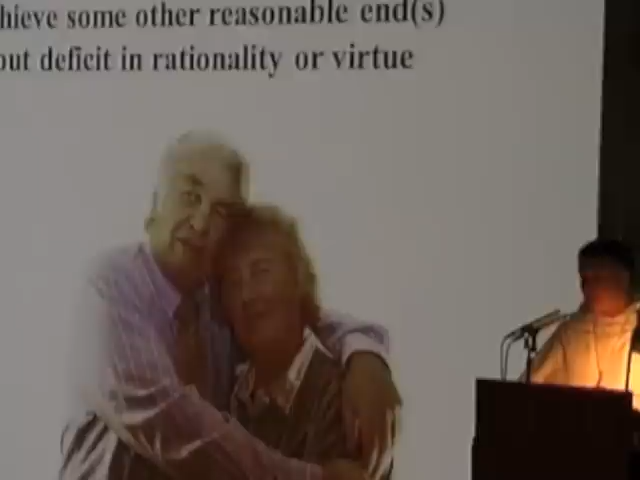 hieve some other reasonable end(s)
out deficit in rationality or virtue